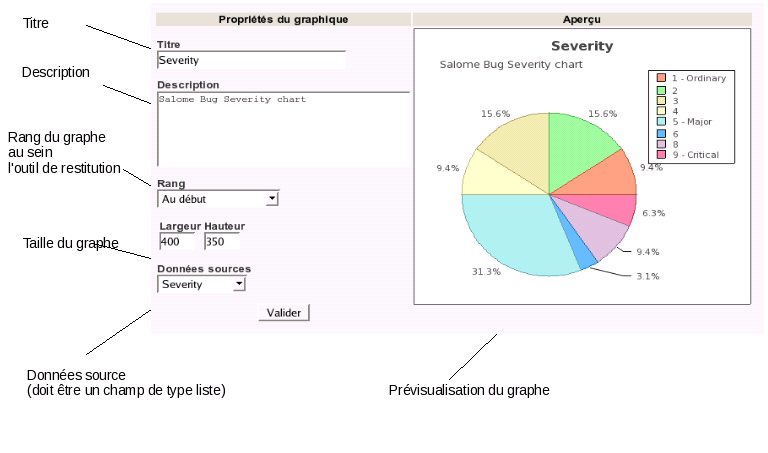 Titre
Description
Rang du graphe
au sein
l'outil de restitution
Taille du graphe
Données source
(doit être un champ de type liste)
Propriétés du graphique
Titre
Severity
Description
Salome Bug Severity chart
Rang
Au début
Largeur Hauteur
400 350
Données sources
Severity
Valider
Aperçu
Severity
Salome Bug Severity chart
1 - Ordinary
2
3
4
5 - Major
6
8
9 - Critical
15.6% 15.6%
9.4% 9.4%
6.3%
9.4%
31.3% 3.1%
Prévisualisation du graphe